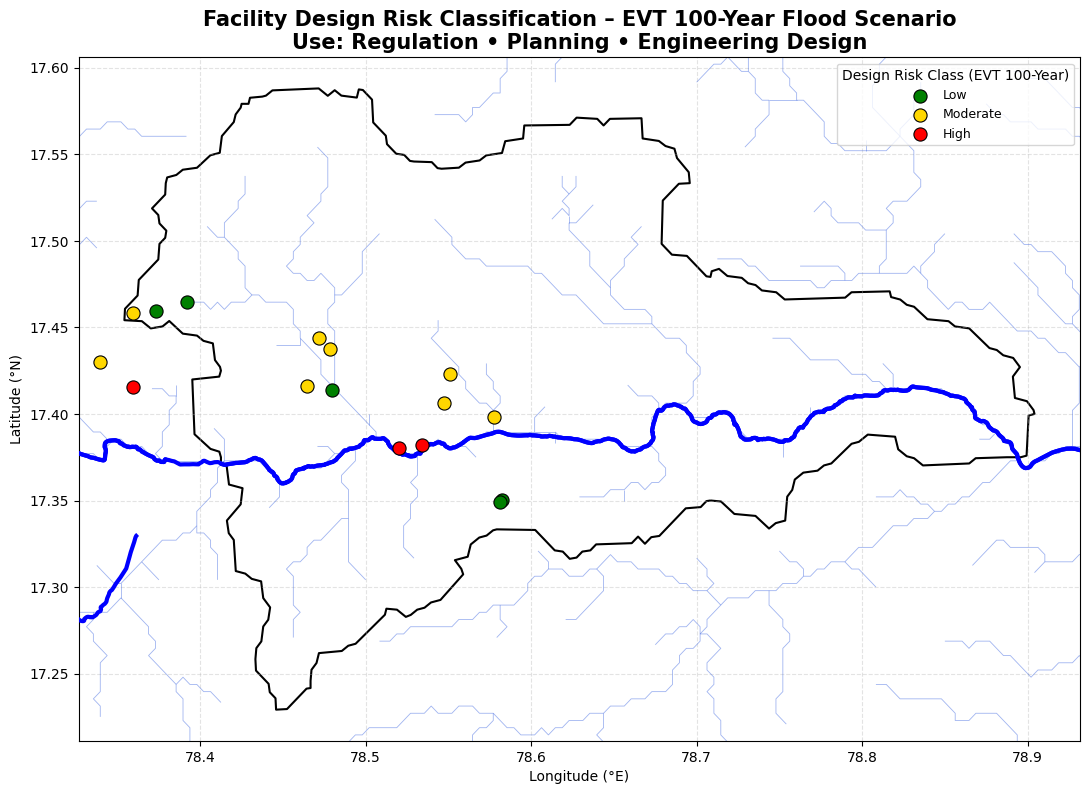 Facility Design Risk Classification – EVT 100-Year Flood Scenario
Use: Regulation • Planning • Engineering Design
Design Risk Class (EVT 100-Year)
Low
Moderate
High
17.60
17.55
17.50
17.45
17.40
17.35
17.30
17.25
Latitude (°N)
78.4 78.5 78.6 78.7 78.8 78.9
Longitude (°E)